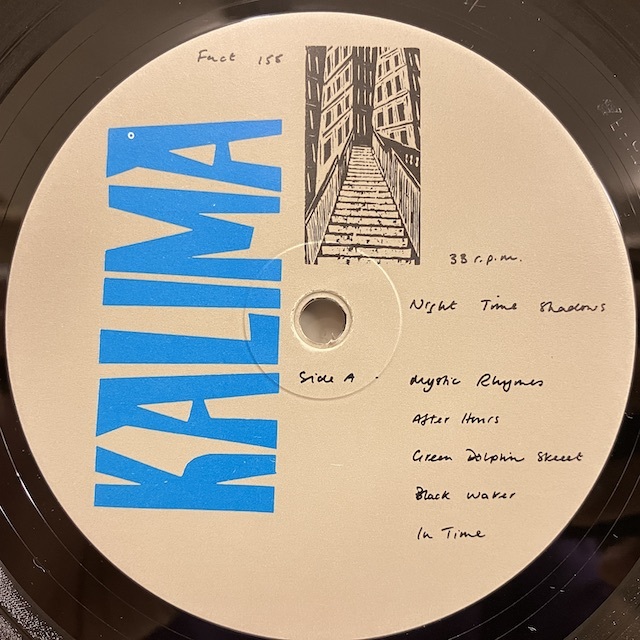 Fact 155
KALIMA
33 r.p.m.
Night Time Shadows
Side A . Mystic Rhymes
After Hours
Green Dolphin Street
Black Water
In Time